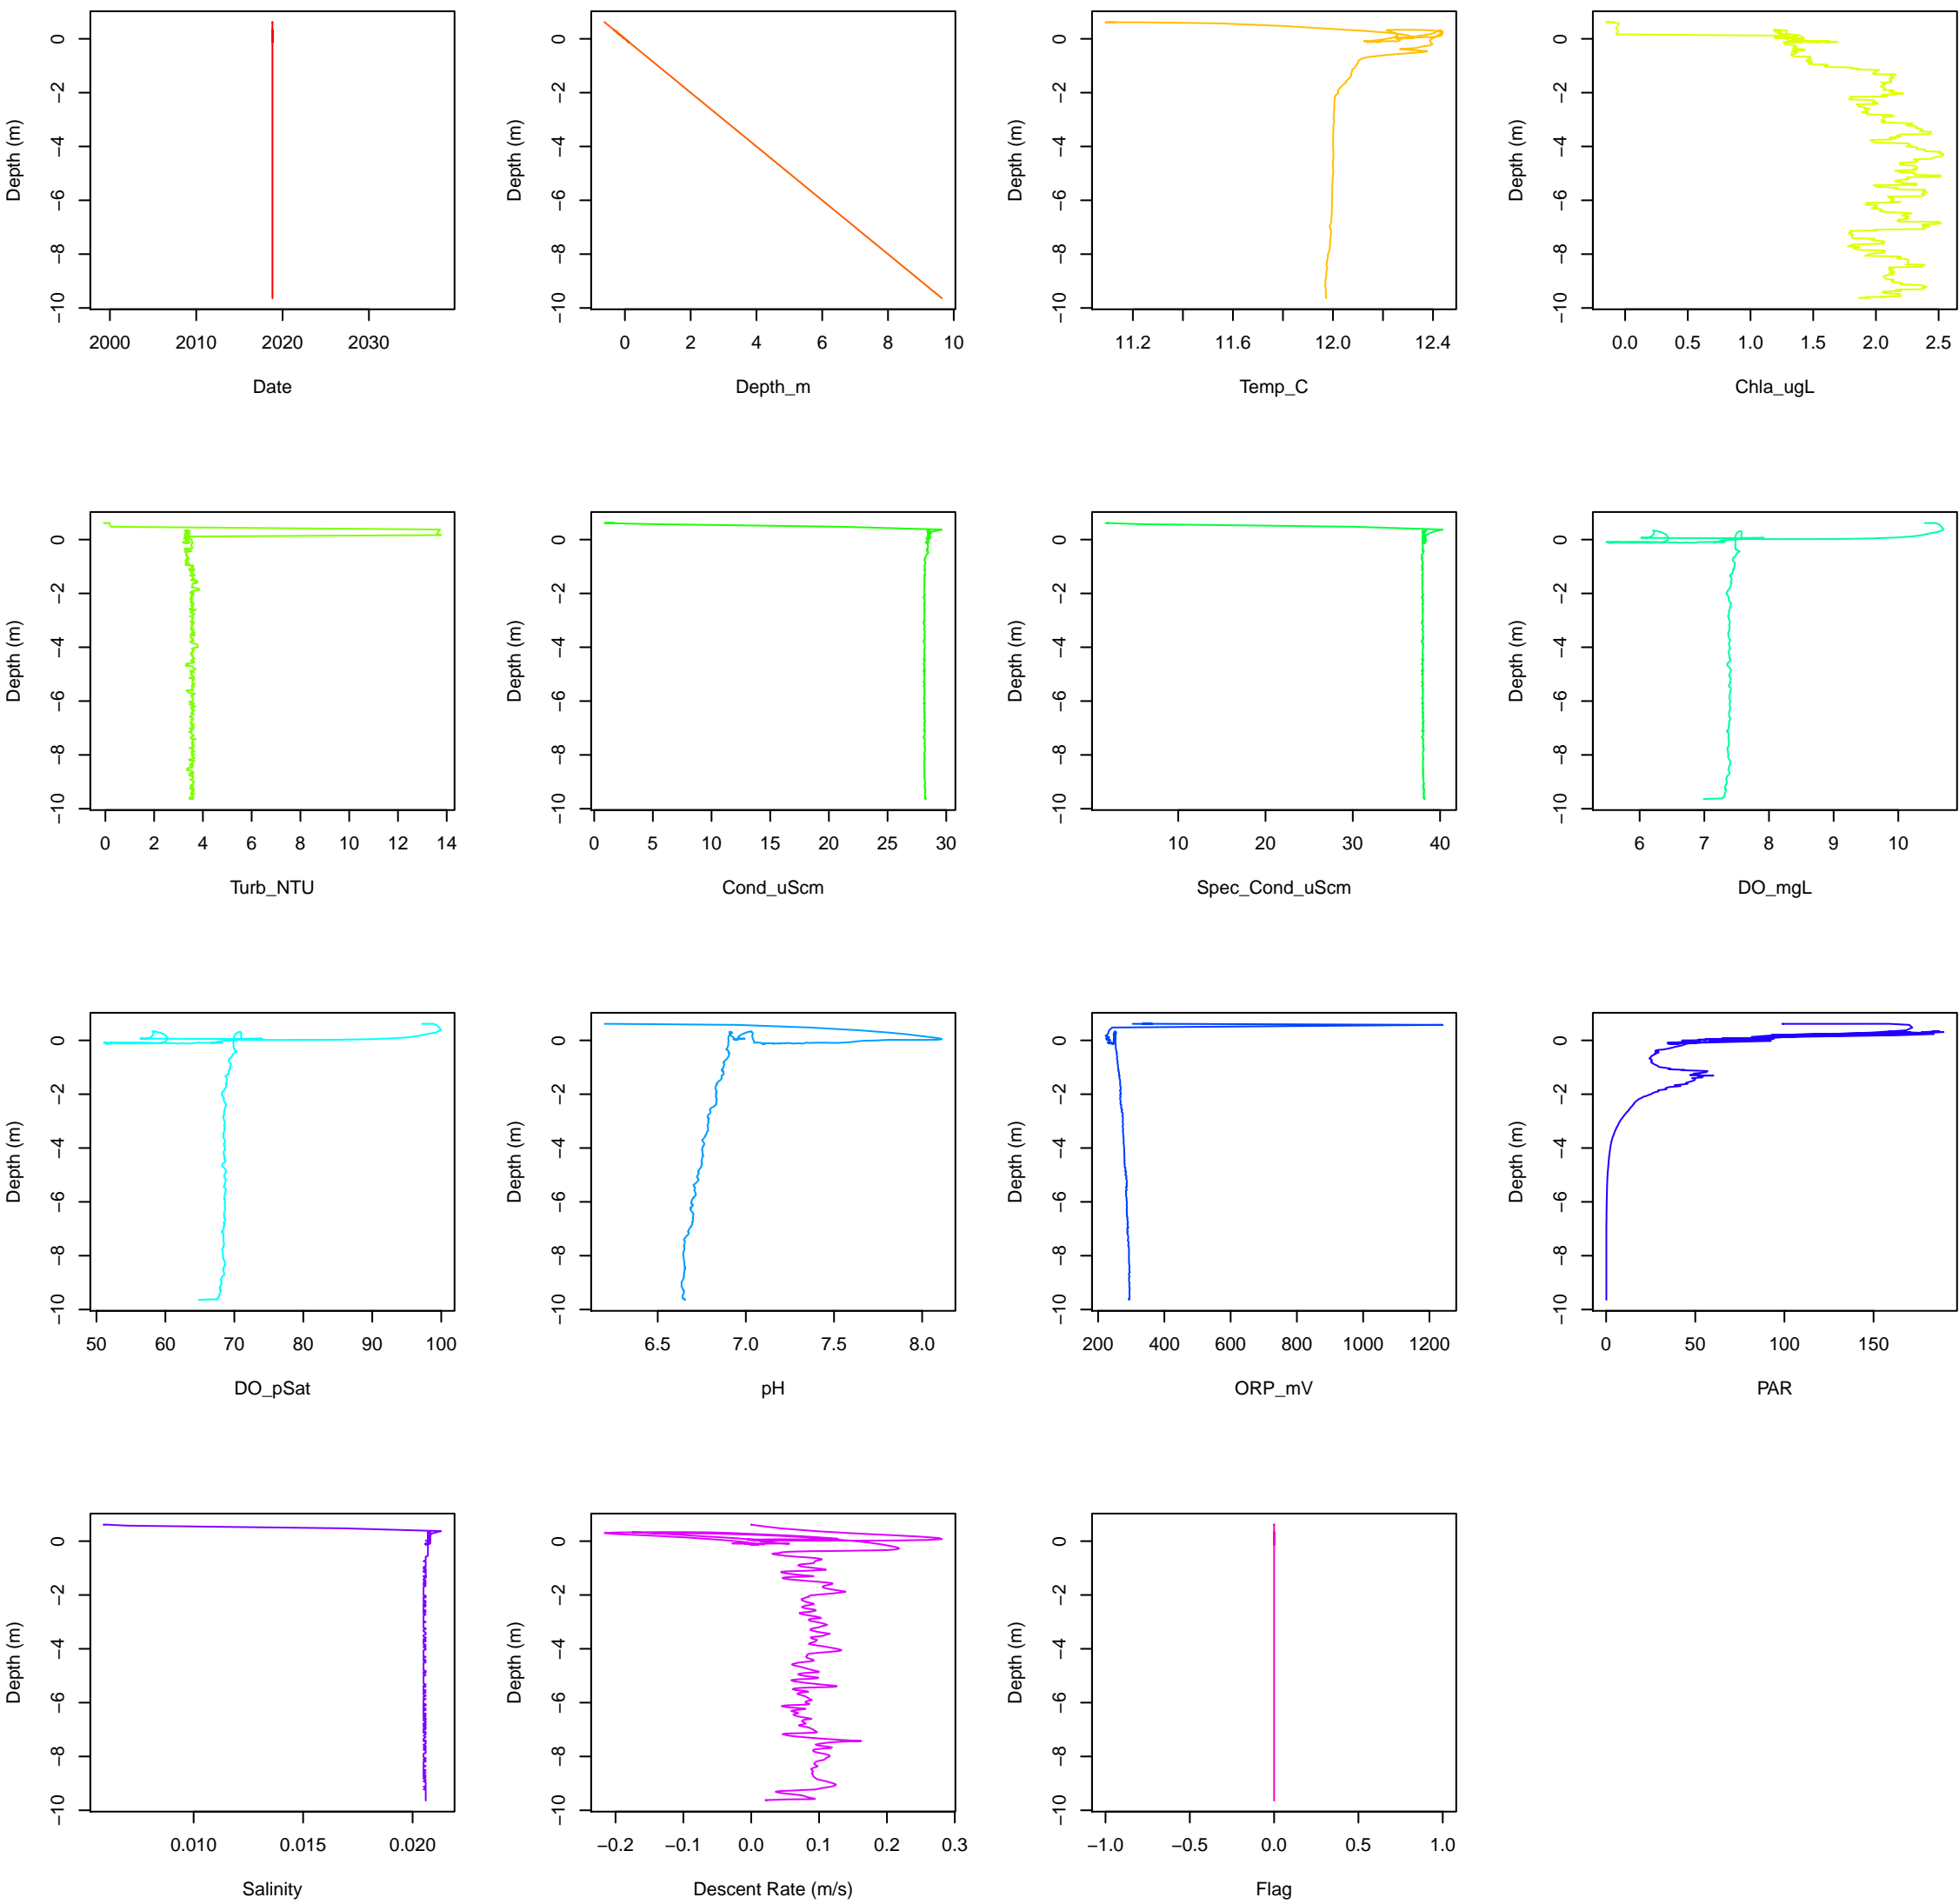 Depth (m)
0
−2
−4
−6
−8
−10
2000 2010 2020 2030
Date
Depth (m)
0
−2
−4
−6
−8
−10
0 2 4 6 8 10
Depth_m
Depth (m)
0
−2
−4
−6
−8
−10
11.2 11.6 12.0 12.4
Temp_C
Depth (m)
0
−2
−4
−6
−8
−10
0.0 0.5 1.0 1.5 2.0 2.5
Chla_ugL
Depth (m)
0
−2
−4
−6
−8
−10
0 2 4 6 8 10 12 14
Turb_NTU
Depth (m)
0
−2
−4
−6
−8
−10
0 5 10 15 20 25 30
Cond_uScm
Depth (m)
0
−2
−4
−6
−8
−10
10 20 30 40
Spec_Cond_uScm
Depth (m)
0
−2
−4
−6
−8
−10
6 7 8 9 10
DO_mgL
Depth (m)
0
−2
−4
−6
−8
−10
50 60 70 80 90 100
DO_pSat
Depth (m)
0
−2
−4
−6
−8
−10
6.5 7.0 7.5 8.0
pH
Depth (m)
0
−2
−4
−6
−8
−10
200 400 600 800 1000 1200
ORP_mV
Depth (m)
0
−2
−4
−6
−8
−10
0 50 100 150
PAR
Depth (m)
0
−2
−4
−6
−8
−10
0.010 0.015 0.020
Salinity
Depth (m)
0
−2
−4
−6
−8
−10
−0.2 −0.1 0.0 0.1 0.2 0.3
Descent Rate (m/s)
Depth (m)
0
−2
−4
−6
−8
−10
−1.0 −0.5 0.0 0.5 1.0
Flag